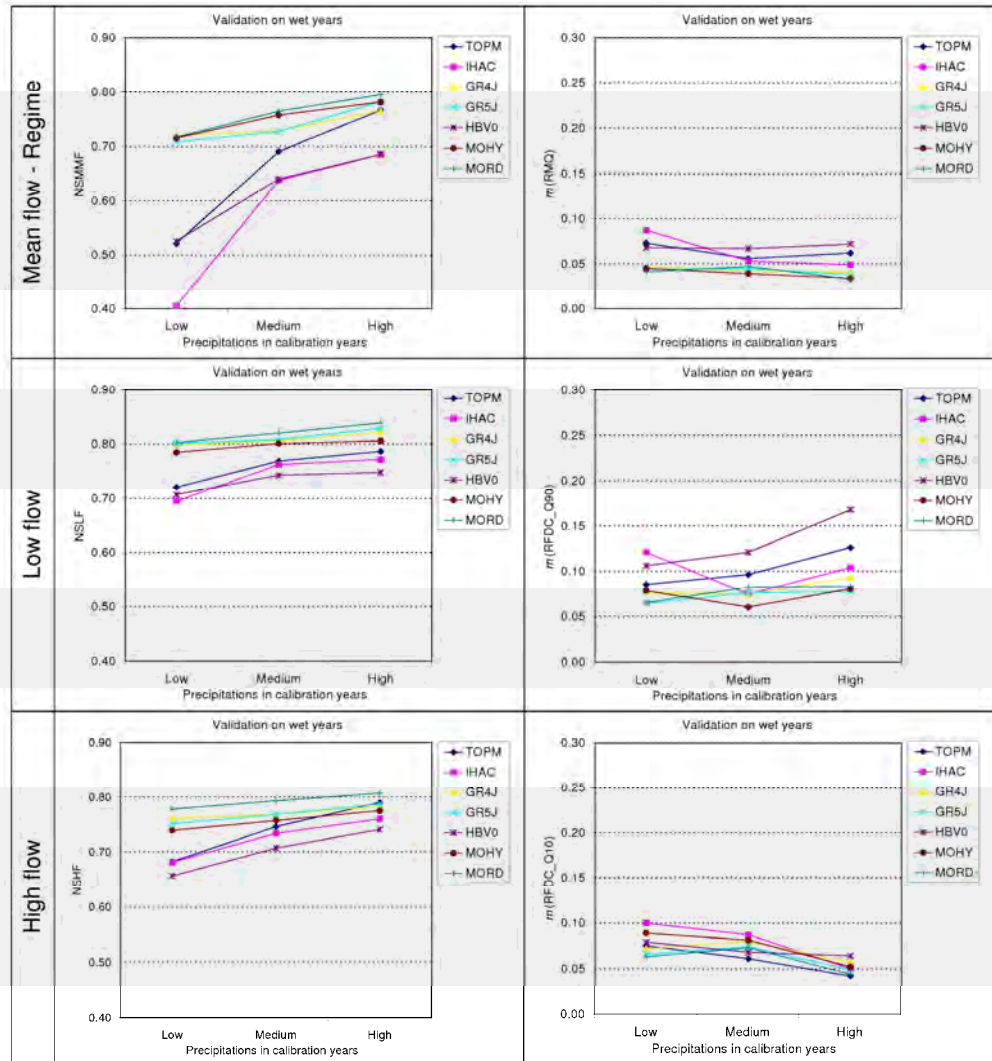 Mean flow - Regime
Validation on wet years
NSMMF
0.90
0.80
0.70
0.60
0.50
0.40
Low Medium High
Precipitations in calibration years
TOPM
IHAC
GR4J
GR5J
HBV0
MOHY
MORD
Validation on wet years
m(RMQ)
0.30
0.25
0.20
0.15
0.10
0.05
0.00
Low Medium High
Precipitations in calibration years
TOPM
IHAC
GR4J
GR5J
HBV0
MOHY
MORD
Low flow
Validation on wet years
NSLF
0.90
0.80
0.70
0.60
0.50
0.40
Low Medium High
Precipitations in calibration years
TOPM
IHAC
GR4J
GR5J
HBV0
MOHY
MORD
Validation on wet years
m(RFDC_Q90)
0.30
0.25
0.20
0.15
0.10
0.05
0.00
Low Medium High
Precipitations in calibration years
TOPM
IHAC
GR4J
GR5J
HBV0
MOHY
MORD
High flow
Validation on wet years
NSHF
0.90
0.80
0.70
0.60
0.50
0.40
Low Medium High
Precipitations in calibration years
TOPM
IHAC
GR4J
GR5J
HBV0
MOHY
MORD
Validation on wet years
m(RFDC_Q10)
0.30
0.25
0.20
0.15
0.10
0.05
0.00
Low Medium High
Precipitations in calibration years
TOPM
IHAC
GR4J
GR5J
HBV0
MOHY
MORD